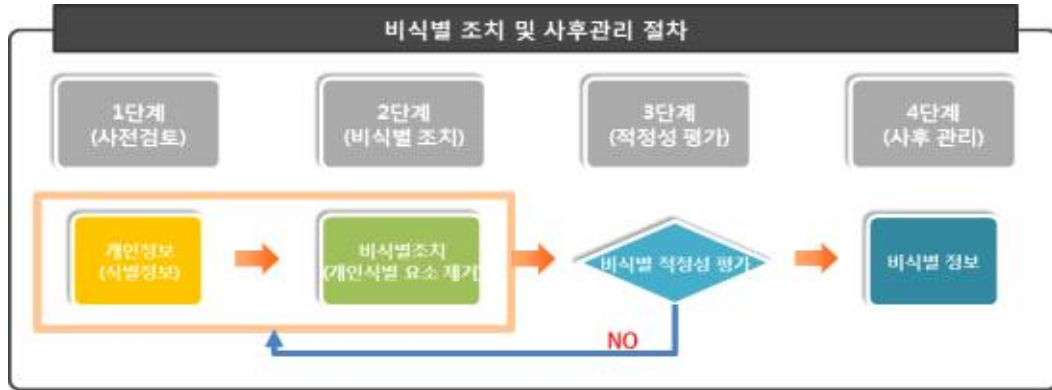 비식별 조치 및 사후관리 절차
1단계
(사전검토)
2단계
(비식별 조치)
3단계
(적정성 평가)
4단계
(사후 관리)
개인정보
(식별정보)
비식별조치
(개인식별 요소 제거)
비식별 적정성 평가
비식별 정보
NO